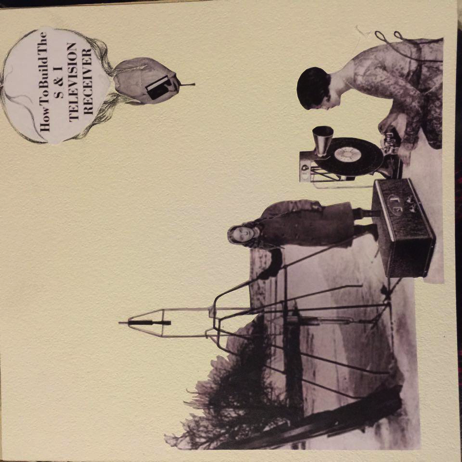 How To Build The
S & I
TELEVISION
RECEIVER